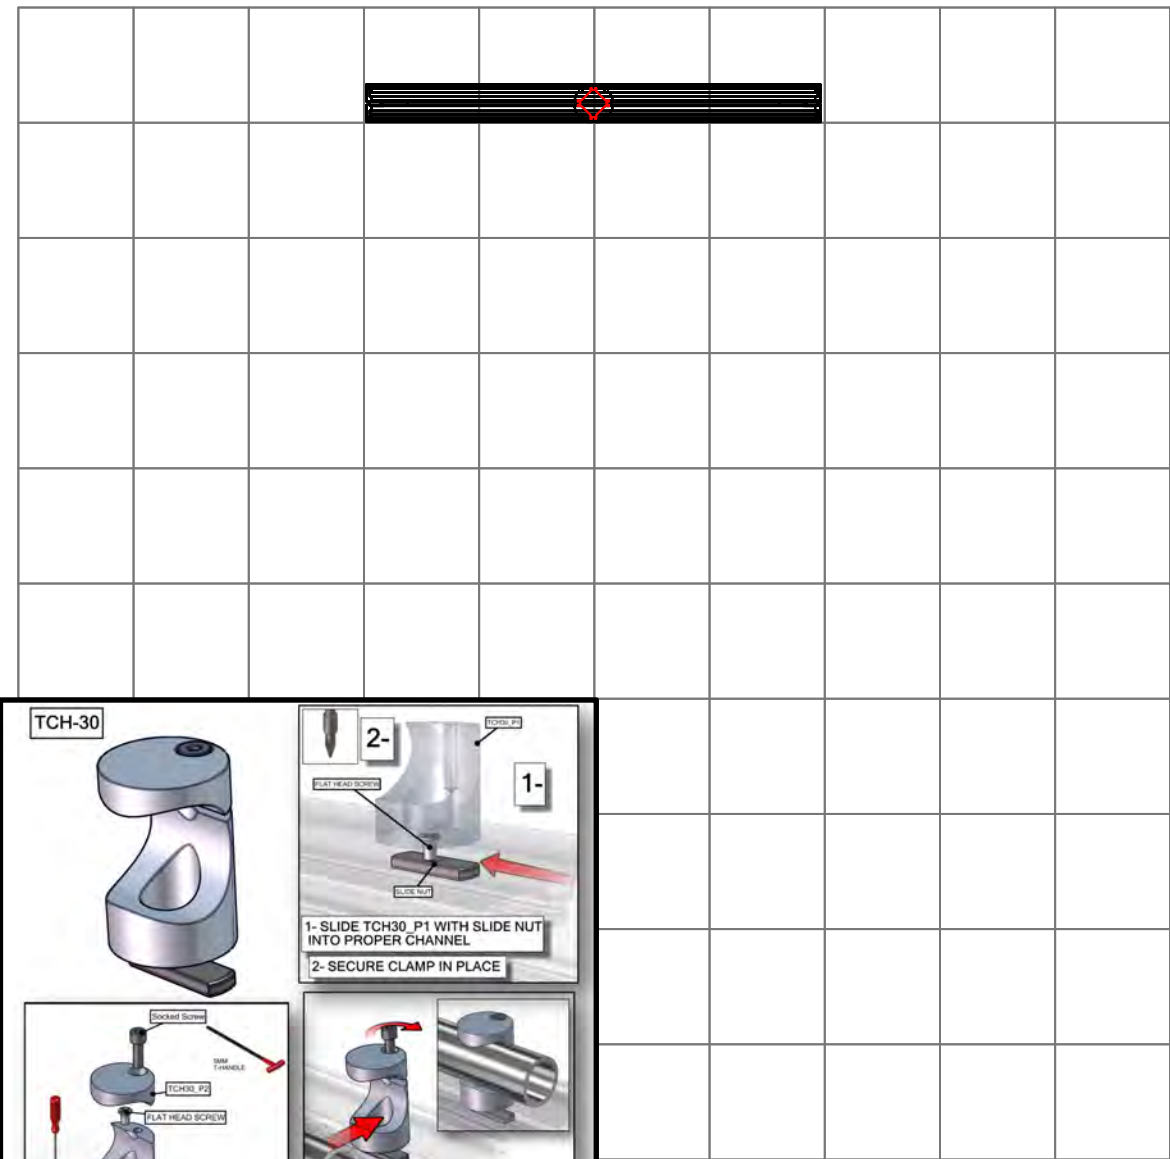 TCH-30
2-
TCH30_P1
1-
FLAT HEAD SCREW
SLIDE NUT
1- SLIDE TCH30_P1 WITH SLIDE NUT
INTO PROPER CHANNEL
2- SECURE CLAMP IN PLACE
Socked Screw
5MM
T-HANDLE
TCH30_P2
FLAT HEAD SCREW